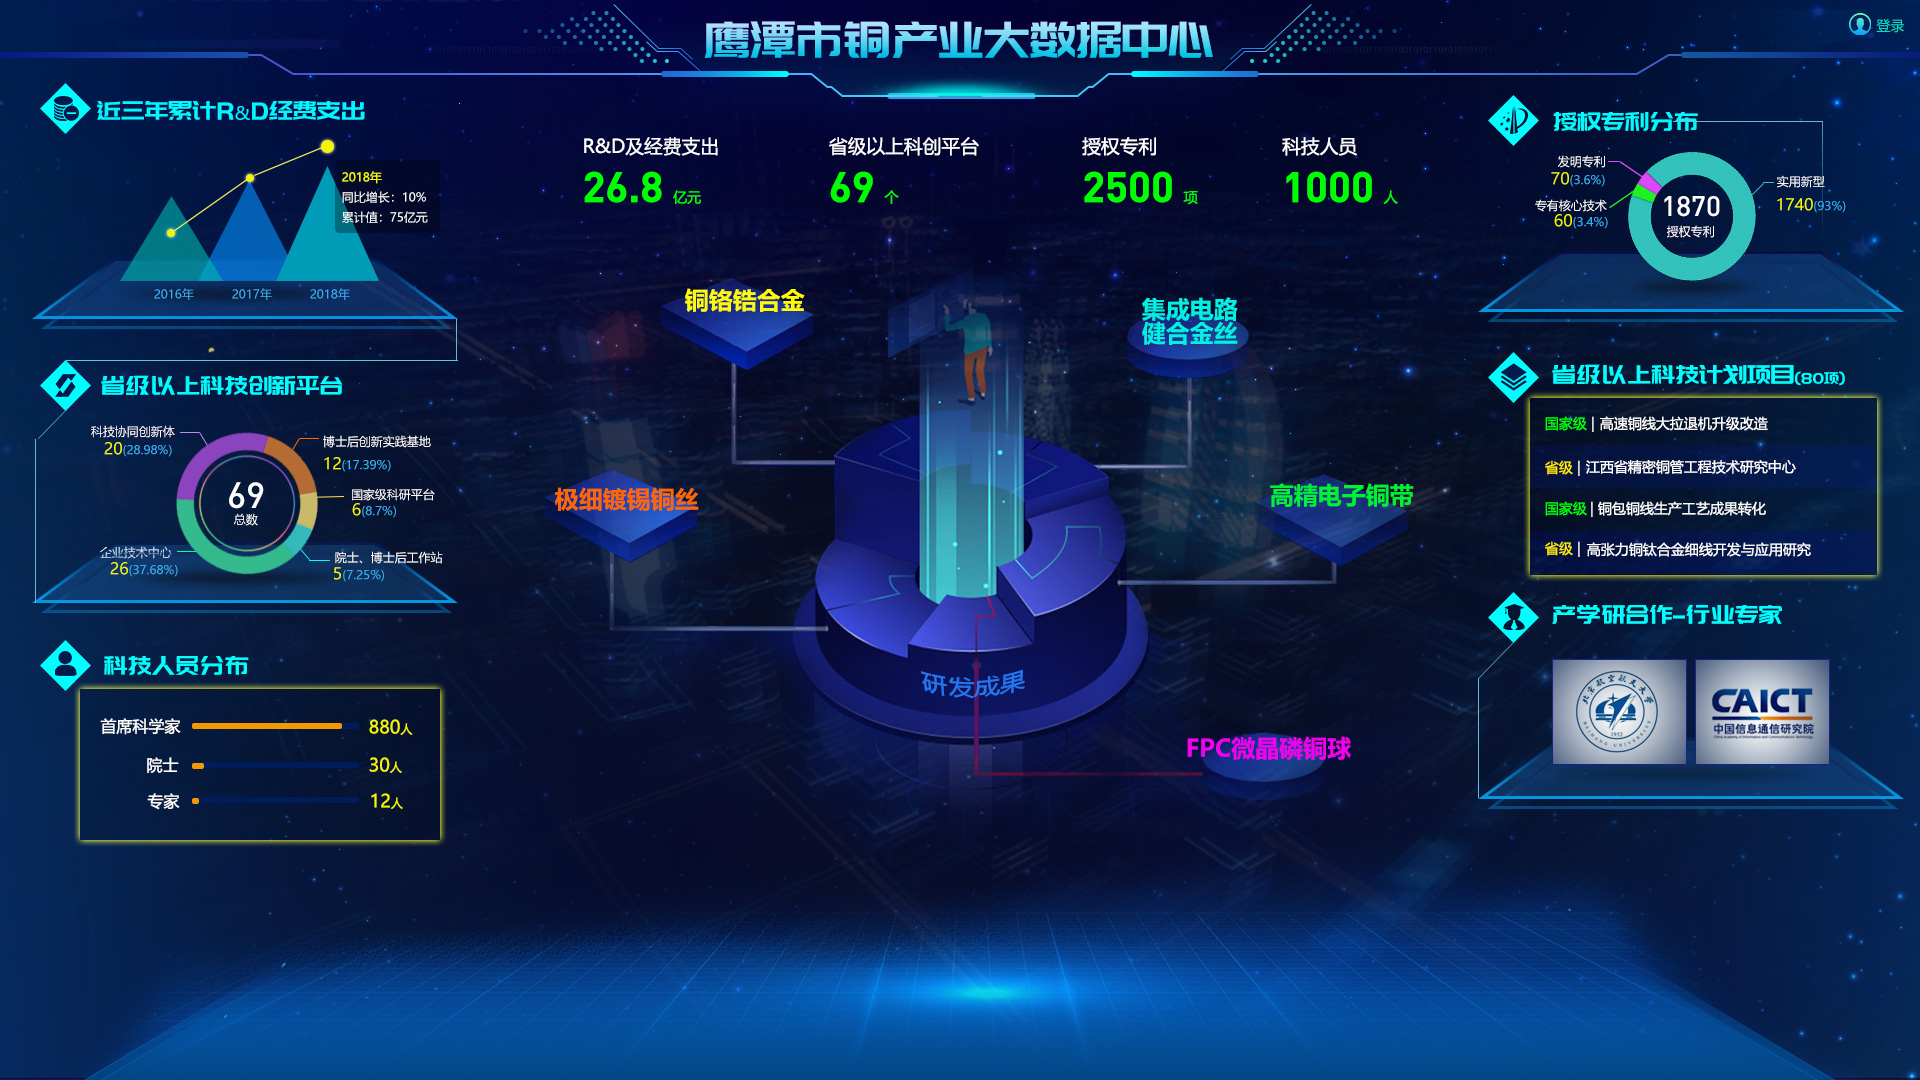 鹰潭市铜产业大数据中心
登录
近三年累计R&D经费支出
2018年
同比增长：10%
累计值：75亿元
2016年
2017年
2018年
R&D及经费支出
26.8 亿元
省级以上科创平台
69 个
授权专利
2500 项
科技人员
1000 人
授权专利分布
发明专利
70(3.6%)
专有核心技术
60(3.4%)
1870
授权专利
实用新型
1740(93%)
省级以上科技创新平台
科技协同创新体
20(28.98%)
博士后创新实践基地
12(17.39%)
国家级科研平台
6(8.7%)
院士、博士后工作站
5(7.25%)
企业技术中心
26(37.68%)
69
总数
铜铬锆合金
集成电路
健合金丝
极细镀锡铜丝
高精电子铜带
FPC微晶磷铜球
研发成果
省级以上科技计划项目(80项)
国家级 | 高速铜线大拉退机升级改造
省级 | 江西省精密铜管工程技术研究中心
国家级 | 铜包铜线生产工艺成果转化
省级 | 高张力铜钛合金细线开发与应用研究
科技人员分布
首席科学家 880人
院士 30人
专家 12人
产学研合作-行业专家
北京航空航天大学
BEIHANG UNIVERSITY
1952
CAICT
中国信息通信研究院